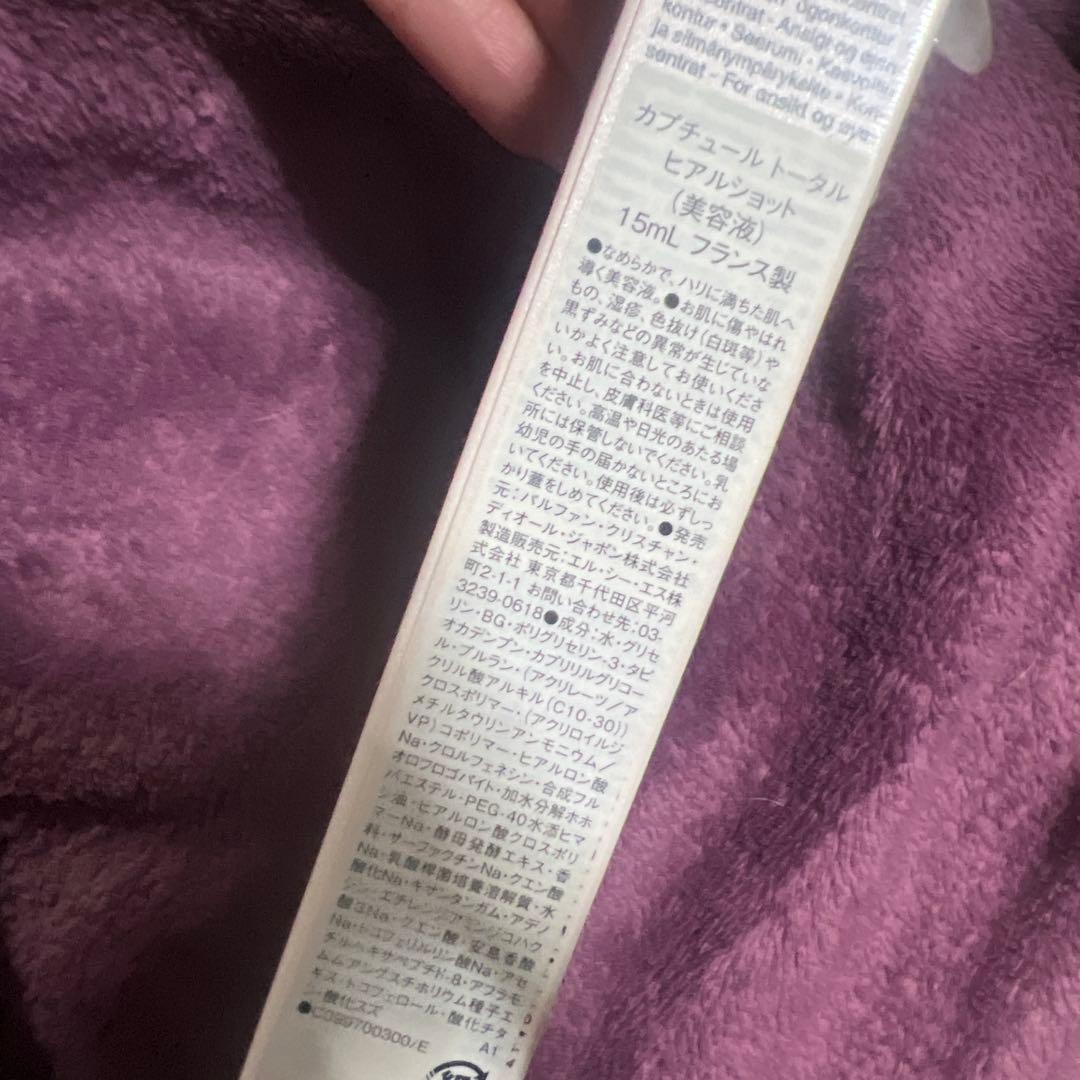 ögonkontur
kontur • Seerumi • Kasvojen
ja silmänympärykselle • Kon-
sentrat - For ansikt og øye-
カプチュール トータル
ヒアルショット
(美容液)
15mL フランス製
●なめらかで、ハリに満ちた肌へ
導く美容液。●お肌に傷やはれ
もの、湿疹、色抜け(白斑等)や
黒ずみなどの異常が生じていな
いかよく注意してお使いくださ
い。お肌に合わないときは使用
を中止し、皮膚科医等にご相談
ください。高温や日光のあたる場
所には保管しないでください。乳
幼児の手の届かないところにお
いてください。使用後は必ずしっ
かり蓋をしめてください。●発売
元:パルファン・クリスチャン・
ディオール・ジャポン株式会社
製造販売元:エル・シー・エス株
式会社 東京都千代田区平河
町2-1-1 お問い合わせ先:03-
3239-0618●成分:水・グリセ
リン・BG・ポリグリセリン-3・タピ
オカデンプン・カプリリルグリコー
ル・プルラン・(アクリレーツ/ア
クリル酸アルキル(C10-30))
クロスポリマー・(アクリロイルジ
メチルタウリンアンモニウム/
VP)コポリマー・ヒアルロン酸
Na・クロルフェネシン・合成フル
オロフロゴパイト・加水分解ホホ
バエステル・PEG-40水添ヒマ
シ油・ヒアルロン酸クロスポリ
マーNa・酵母発酵エキス・香
料・サーファクチンNa・クエン酸
Na・乳酸桿菌培養溶解質・水
酸化Na・キサンタンガム・アデノ
シン・エチレンジアミンジコハク
酸3Na・クエン酸・安息香酸
Na・トコフェリルリン酸Na・アセ
チルヘキサペプチド-8・アフラモ
ムムアングスチホリウム種子エ
キス・トコフェロール・酸化チタ
ン・酸化スズ
●C099700300/E A1